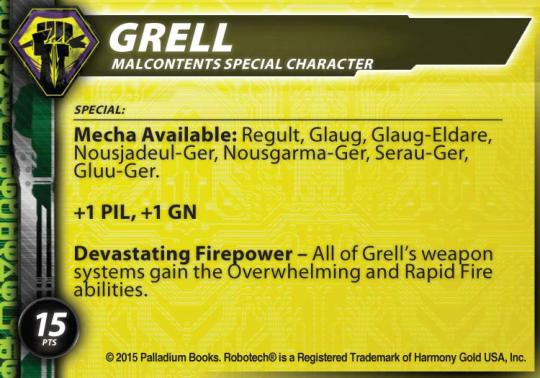 GRELL
MALCONTENTS SPECIAL CHARACTER
SPECIAL:
Mecha Available: Regult, Glaug, Glaug-Eldare,
Nousjadeul-Ger, Nousgarma-Ger, Serau-Ger,
Gluu-Ger.
+1 PIL, +1 GN
Devastating Firepower – All of Grell's weapon
systems gain the Overwhelming and Rapid Fire
abilities.
15
PTS
© 2015 Palladium Books. Robotech® is a Registered Trademark of Harmony Gold USA, Inc.